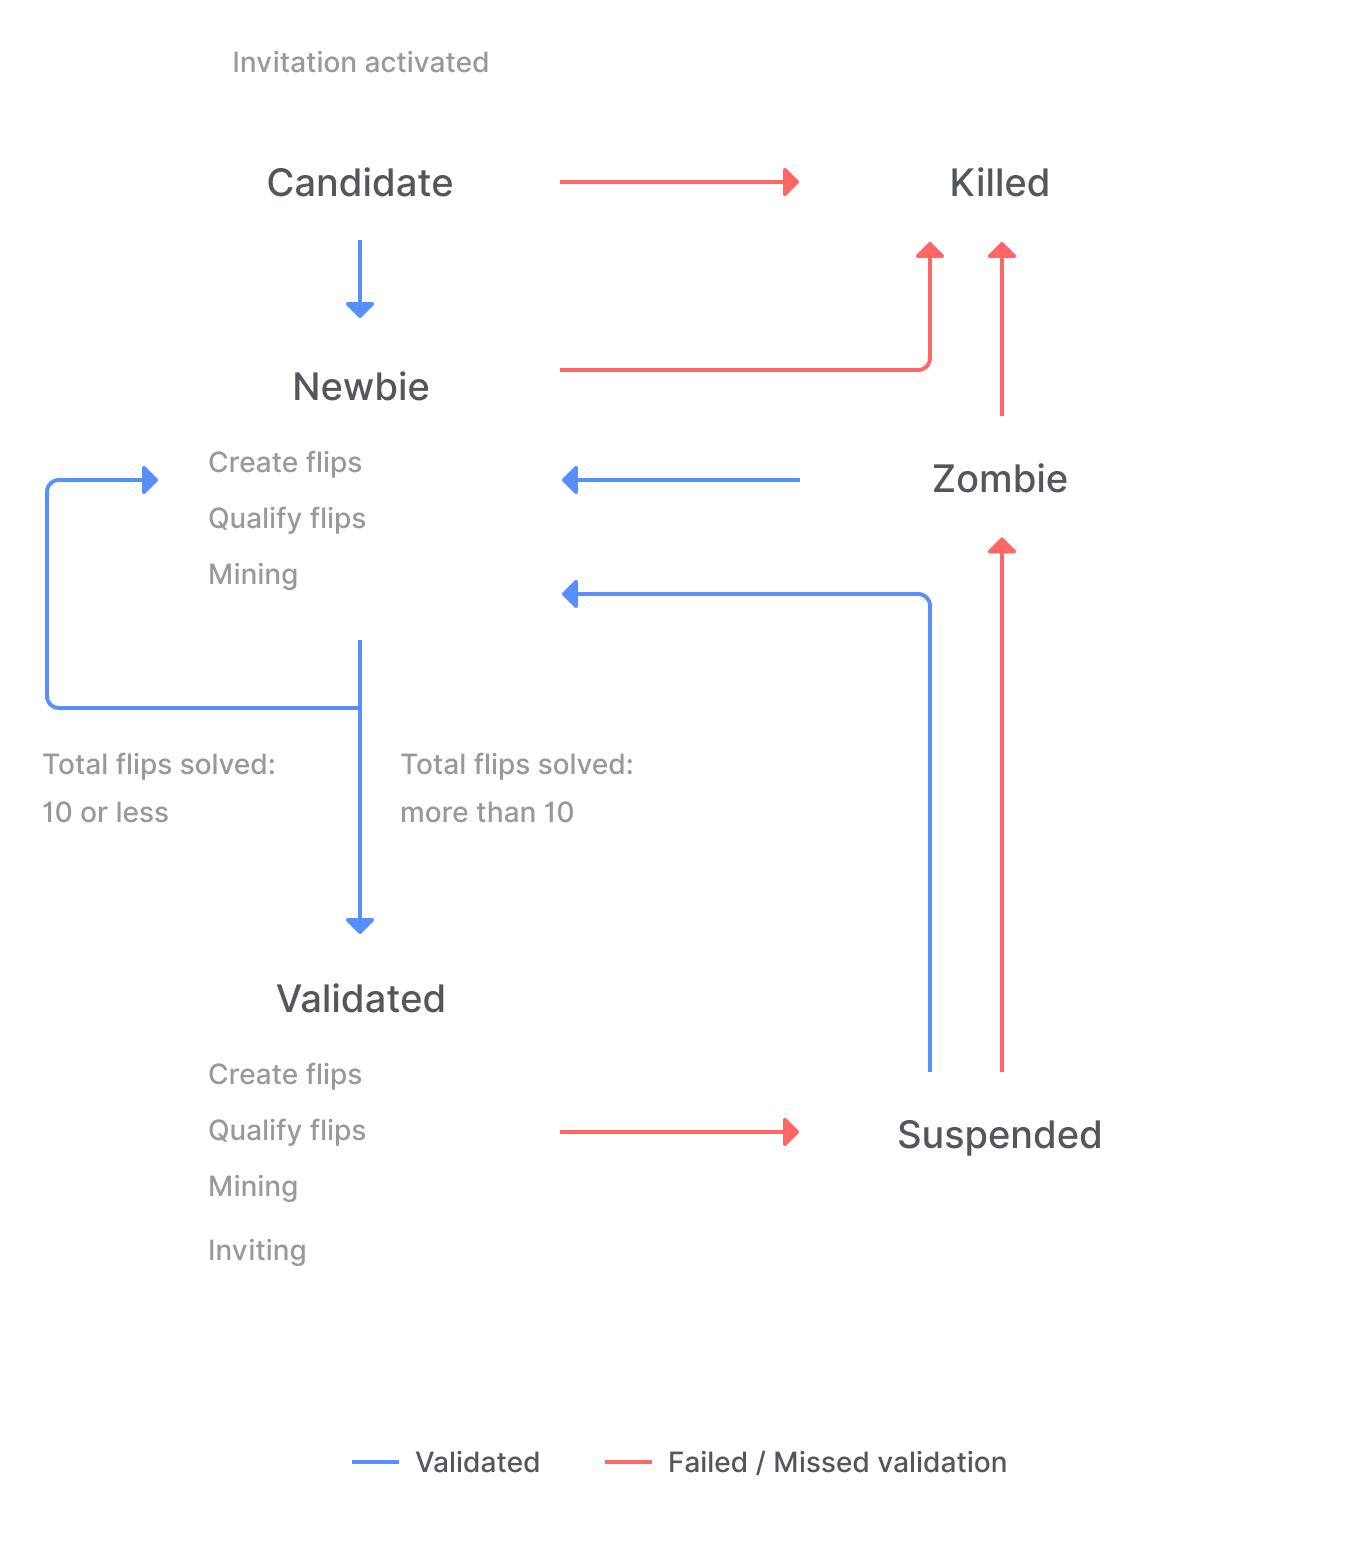 Invitation activated
Candidate
Killed
Newbie
Create flips
Qualify flips
Mining
Zombie
Total flips solved:
10 or less
Total flips solved:
more than 10
Validated
Create flips
Qualify flips
Mining
Inviting
Suspended
Validated
Failed / Missed validation